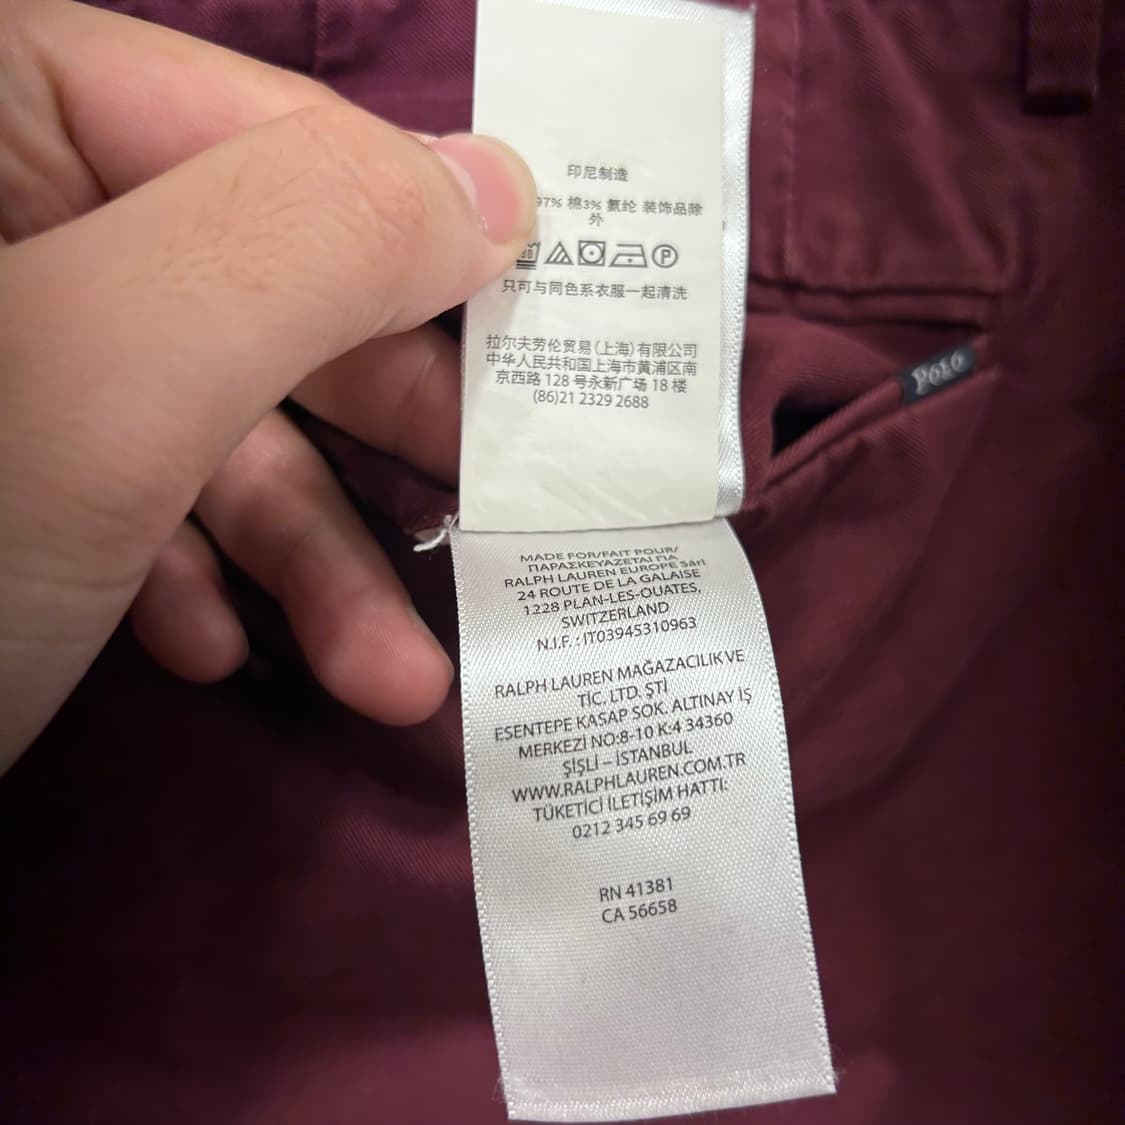 印尼制造
97% 棉3% 氨纶 装饰品除
外
P
只可与同色系衣服一起清洗
拉尔夫劳伦贸易(上海)有限公司
中华人民共和国上海市黄浦区南
京西路 128 号永新广场 18 楼
(86)21 2329 2688
POLO
MADE FOR/FAIT POUR/
ΠΑΡΑΣΚΕΥΑΖΕΤΑΙ ΓΙΑ
RALPH LAUREN EUROPE Sàrl
24 ROUTE DE LA GALAISE
1228 PLAN-LES-OUATES,
SWITZERLAND
N.I.F. : IT03945310963
RALPH LAUREN MAĞAZACILIK VE
TİC. LTD. ŞTİ
ESENTEPE KASAP SOK. ALTINAY İŞ
MERKEZİ NO:8-10 K:4 34360
ŞİŞLİ – İSTANBUL
WWW.RALPHLAUREN.COM.TR
TÜKETİCİ İLETİŞİM HATTI:
0212 345 69 69
RN 41381
CA 56658